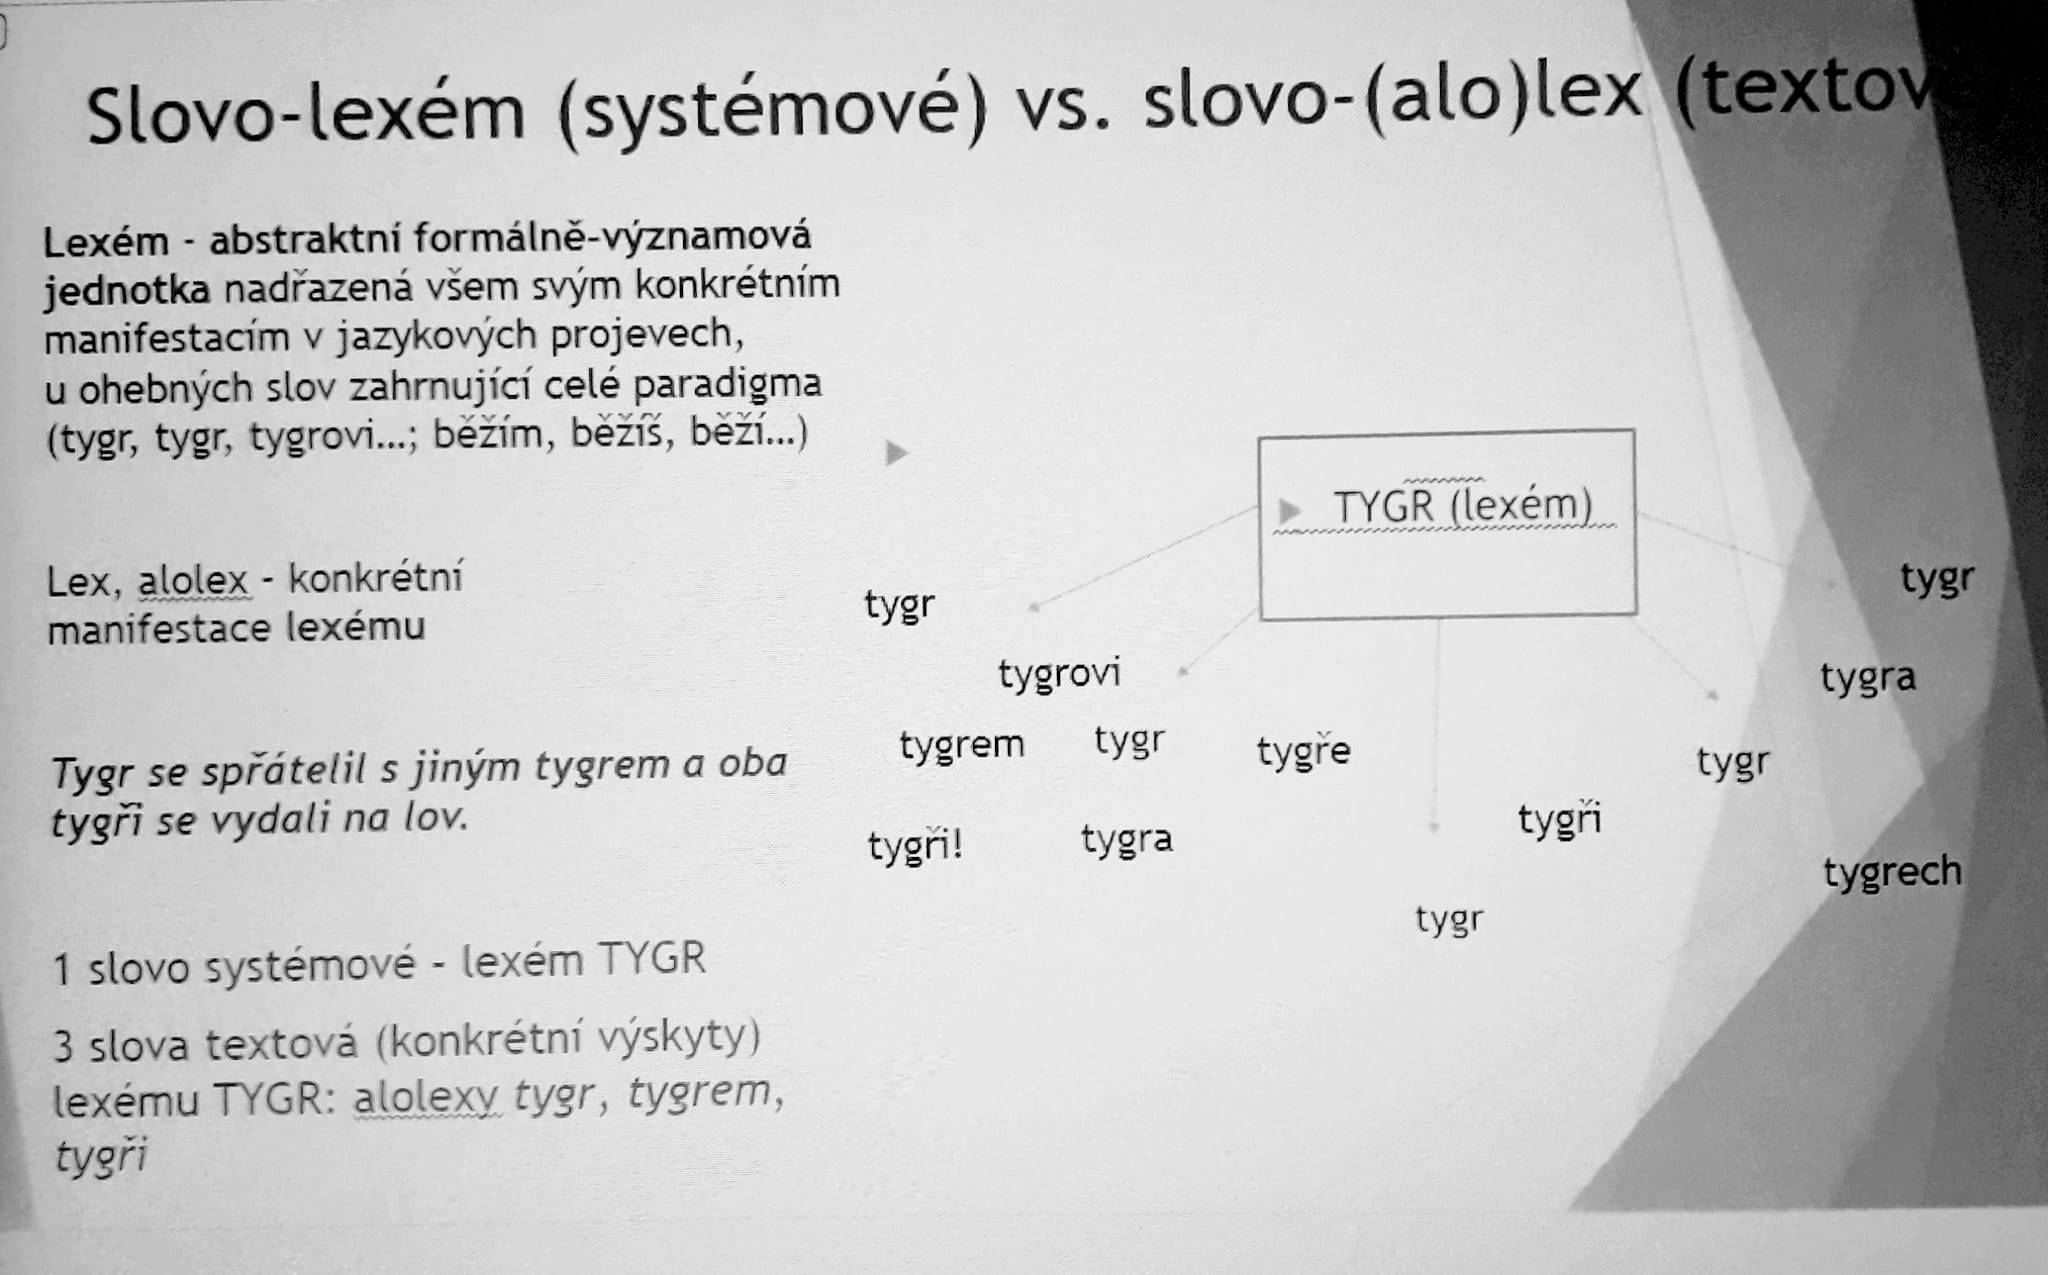 Slovo-lexém (systémové) vs. slovo-(alo)lex (textové
Lexém - abstraktní formálně-významová
jednotka nadřazená všem svým konkrétním
manifestacím v jazykových projevech,
u ohebných slov zahrnující celé paradigma
(tygr, tygr, tygrovi...; běžím, běžíš, běží...)
Lex, alolex - konkrétní
manifestace lexému
Tygr se spřátelil s jiným tygrem a oba
tygři se vydali na lov.
1 slovo systémové - lexém TYGR
3 slova textová (konkrétní výskyty)
lexému TYGR: alolexy tygr, tygrem,
tygři
TYGR (lexém)
tygr
tygr
tygrovi
tygra
tygrem
tygr
tygře
tygr
tygři!
tygra
tygři
tygrech
tygr